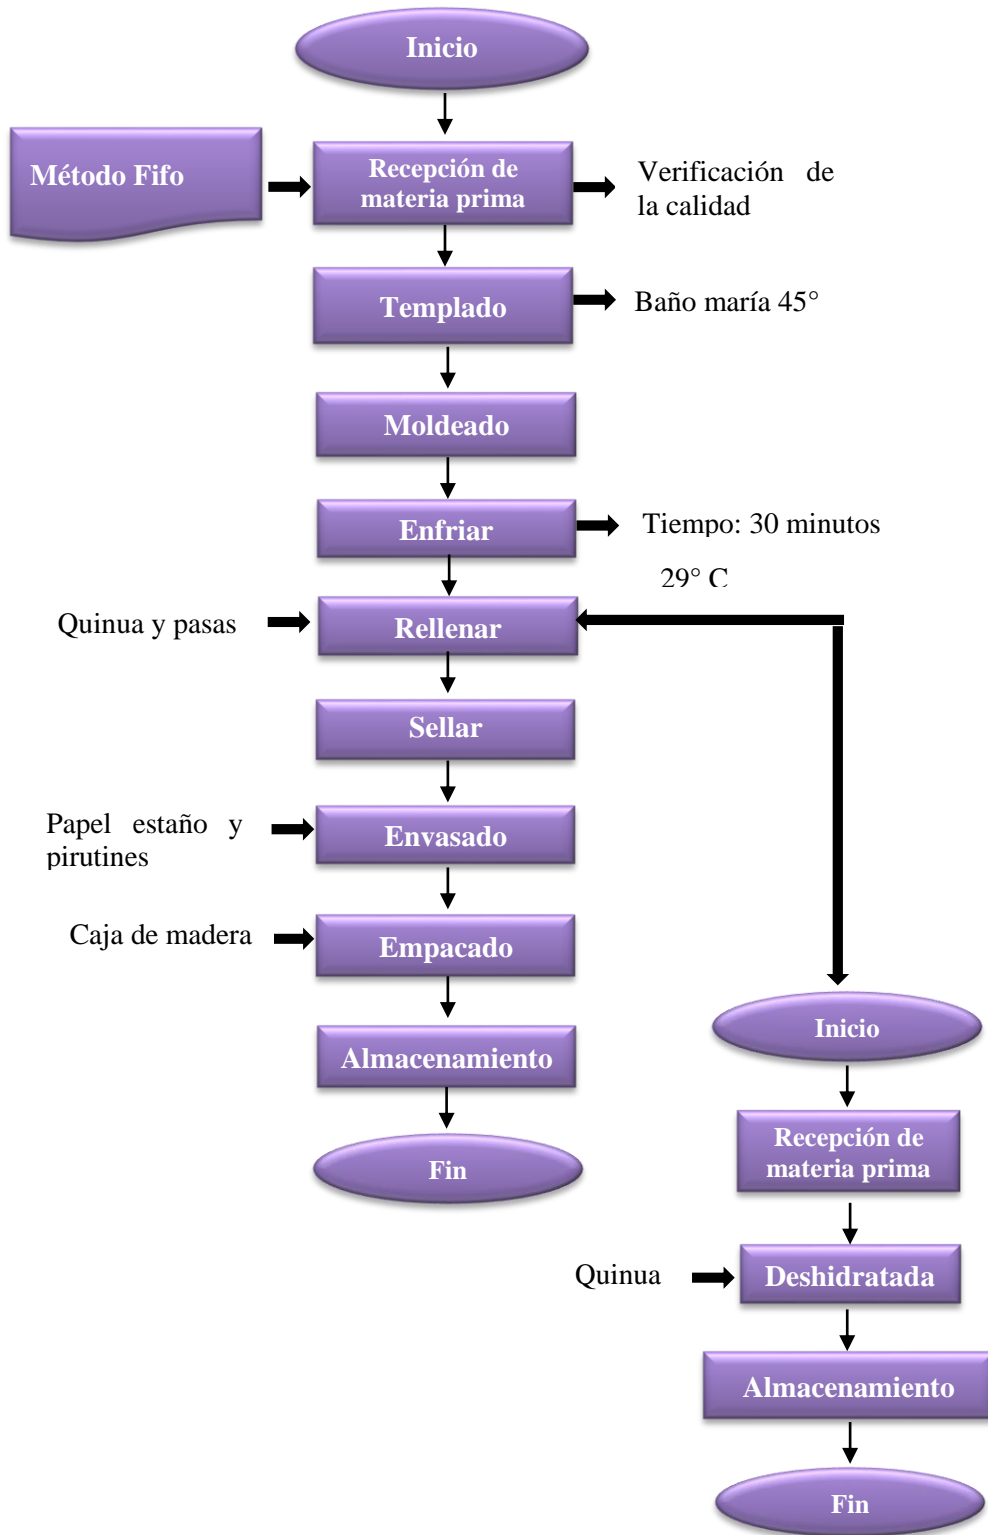 Inicio
Método Fifo
Recepción de
materia prima
Verificación de
la calidad
Templado
Baño maría 45°
Moldeado
Enfriar
Tiempo: 30 minutos
29° C
Quinua y pasas
Rellenar
Sellar
Papel estaño y
pirutines
Envasado
Caja de madera
Empacado
Almacenamiento
Fin
Inicio
Recepción de
materia prima
Quinua
Deshidratada
Almacenamiento
Fin